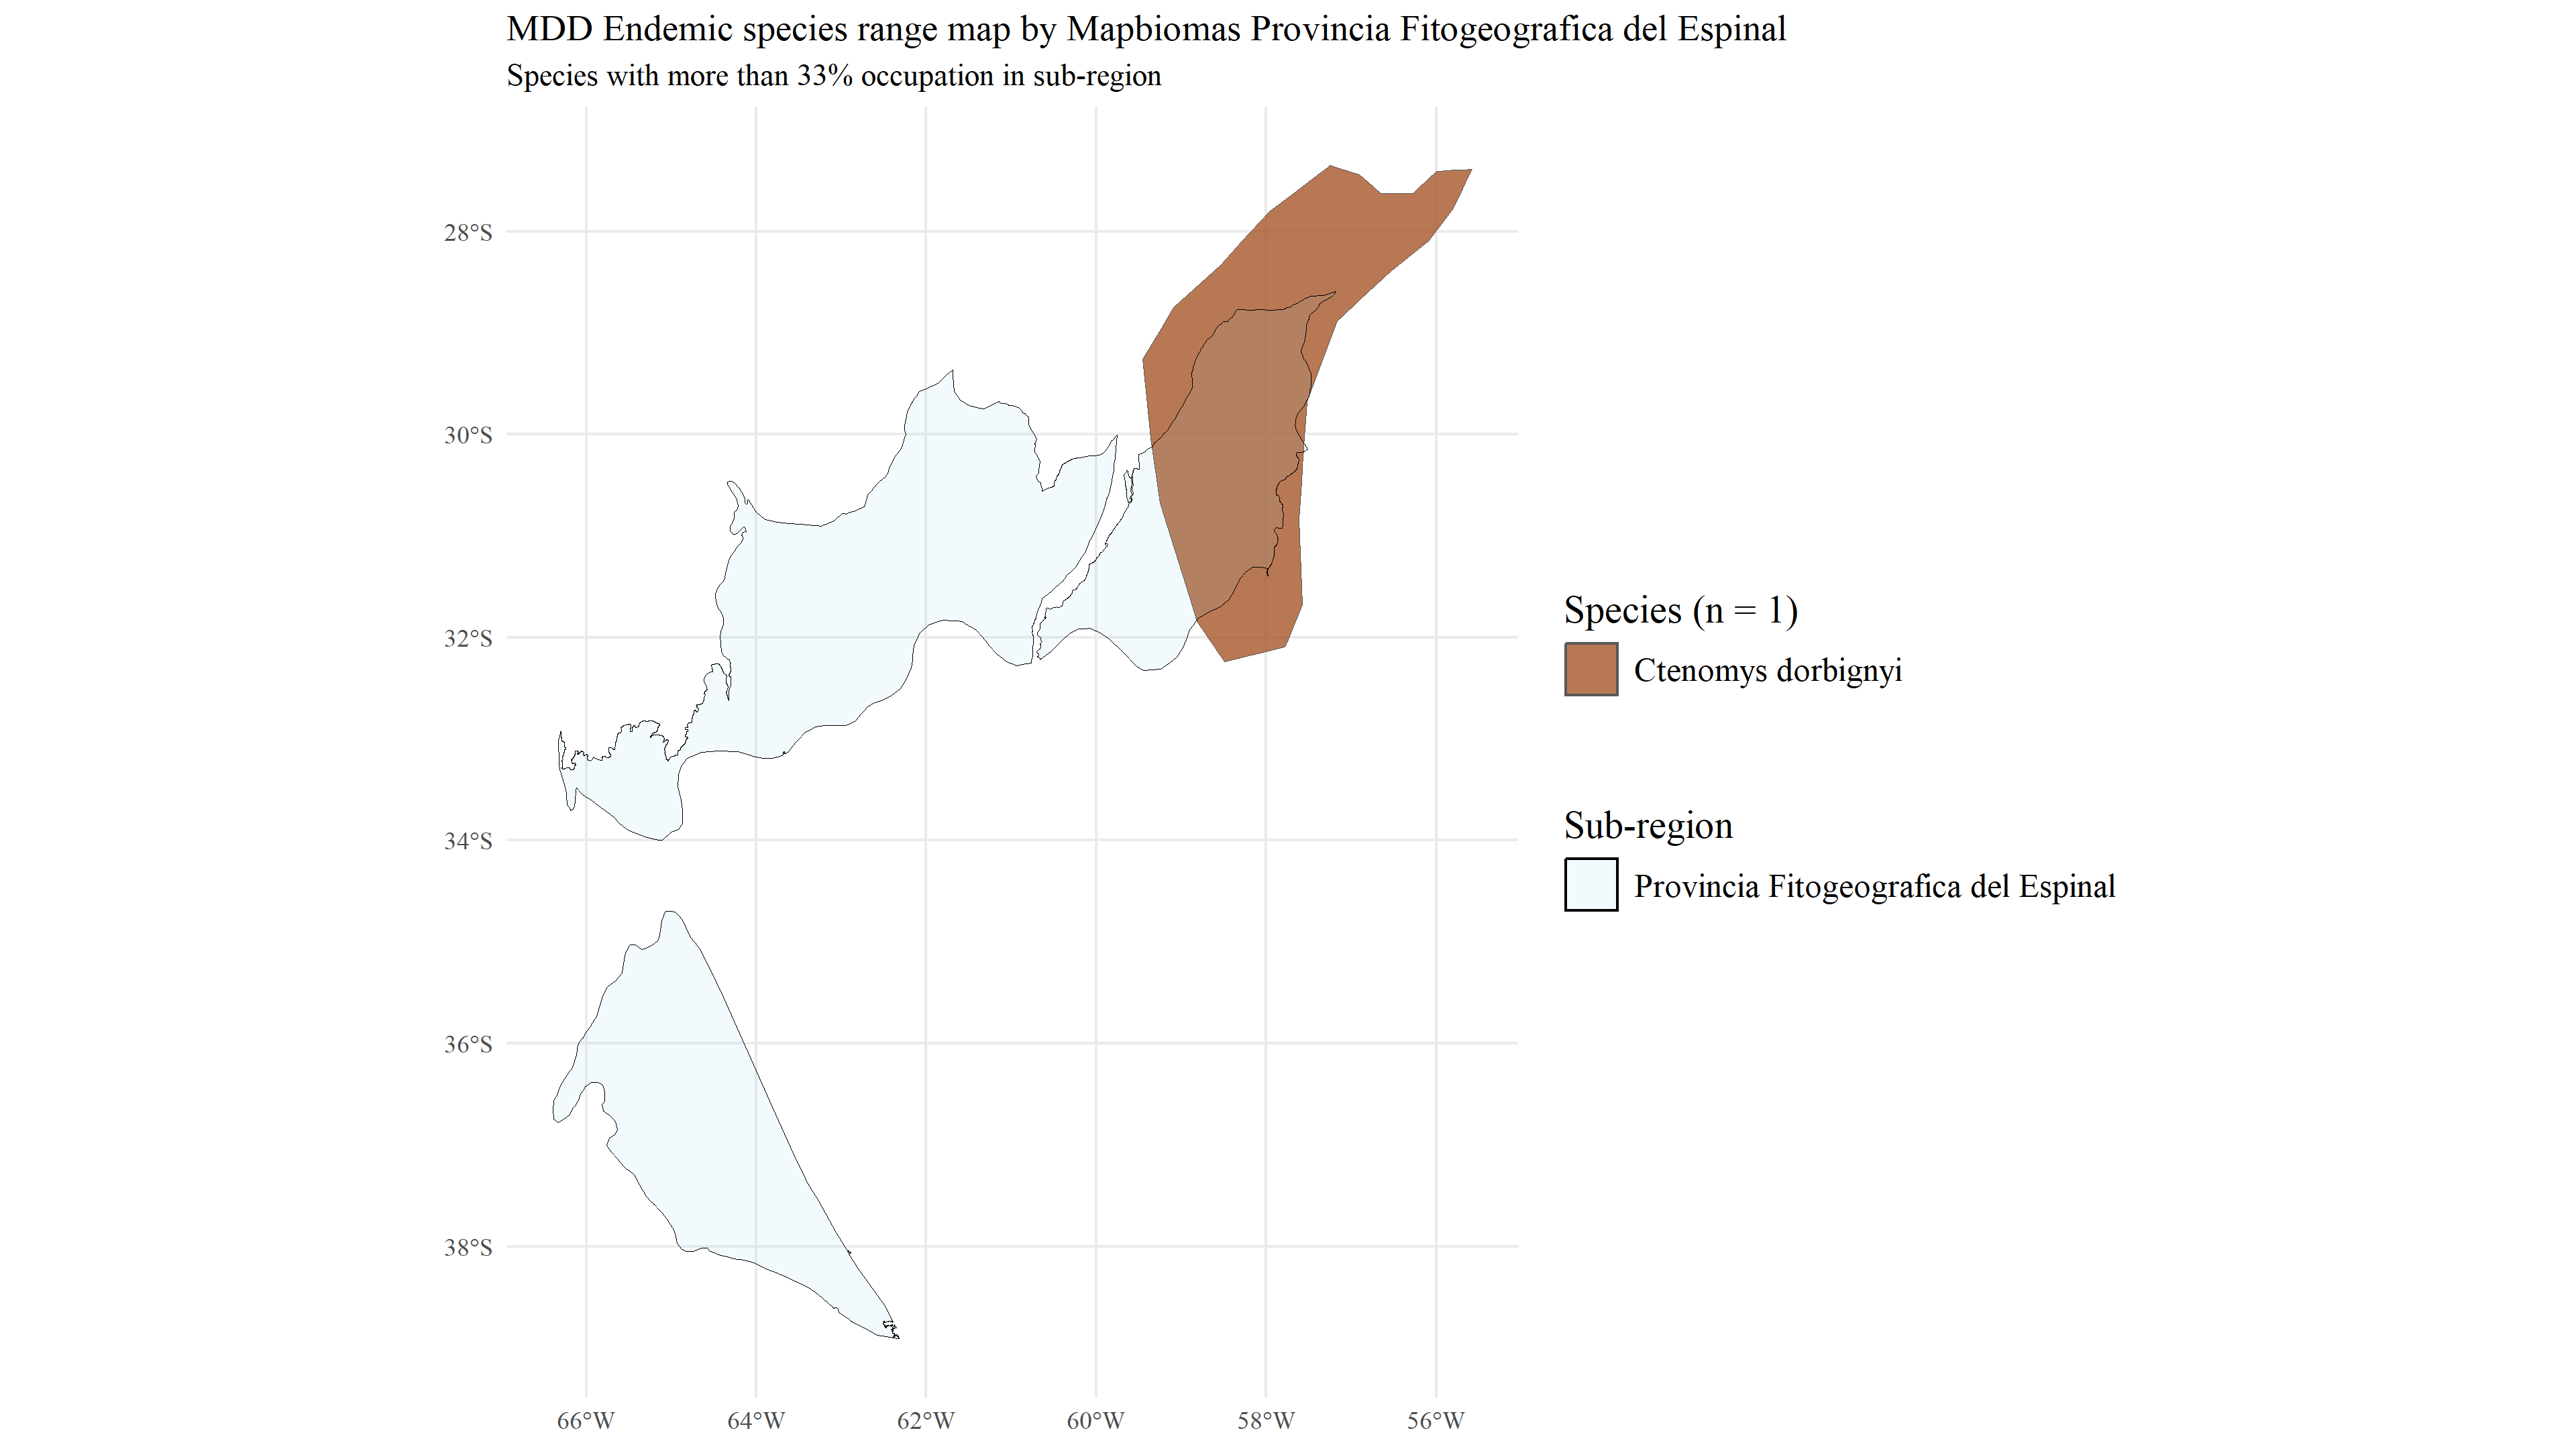 MDD Endemic species range map by Mapbiomas Provincia Fitogeografica del Espinal
Species with more than 33% occupation in sub-region
28°S
30°S
32°S
34°S
36°S
38°S
66°W
64°W
62°W
60°W
58°W
56°W
Species (n = 1)
Ctenomys dorbignyi
Sub-region
Provincia Fitogeografica del Espinal